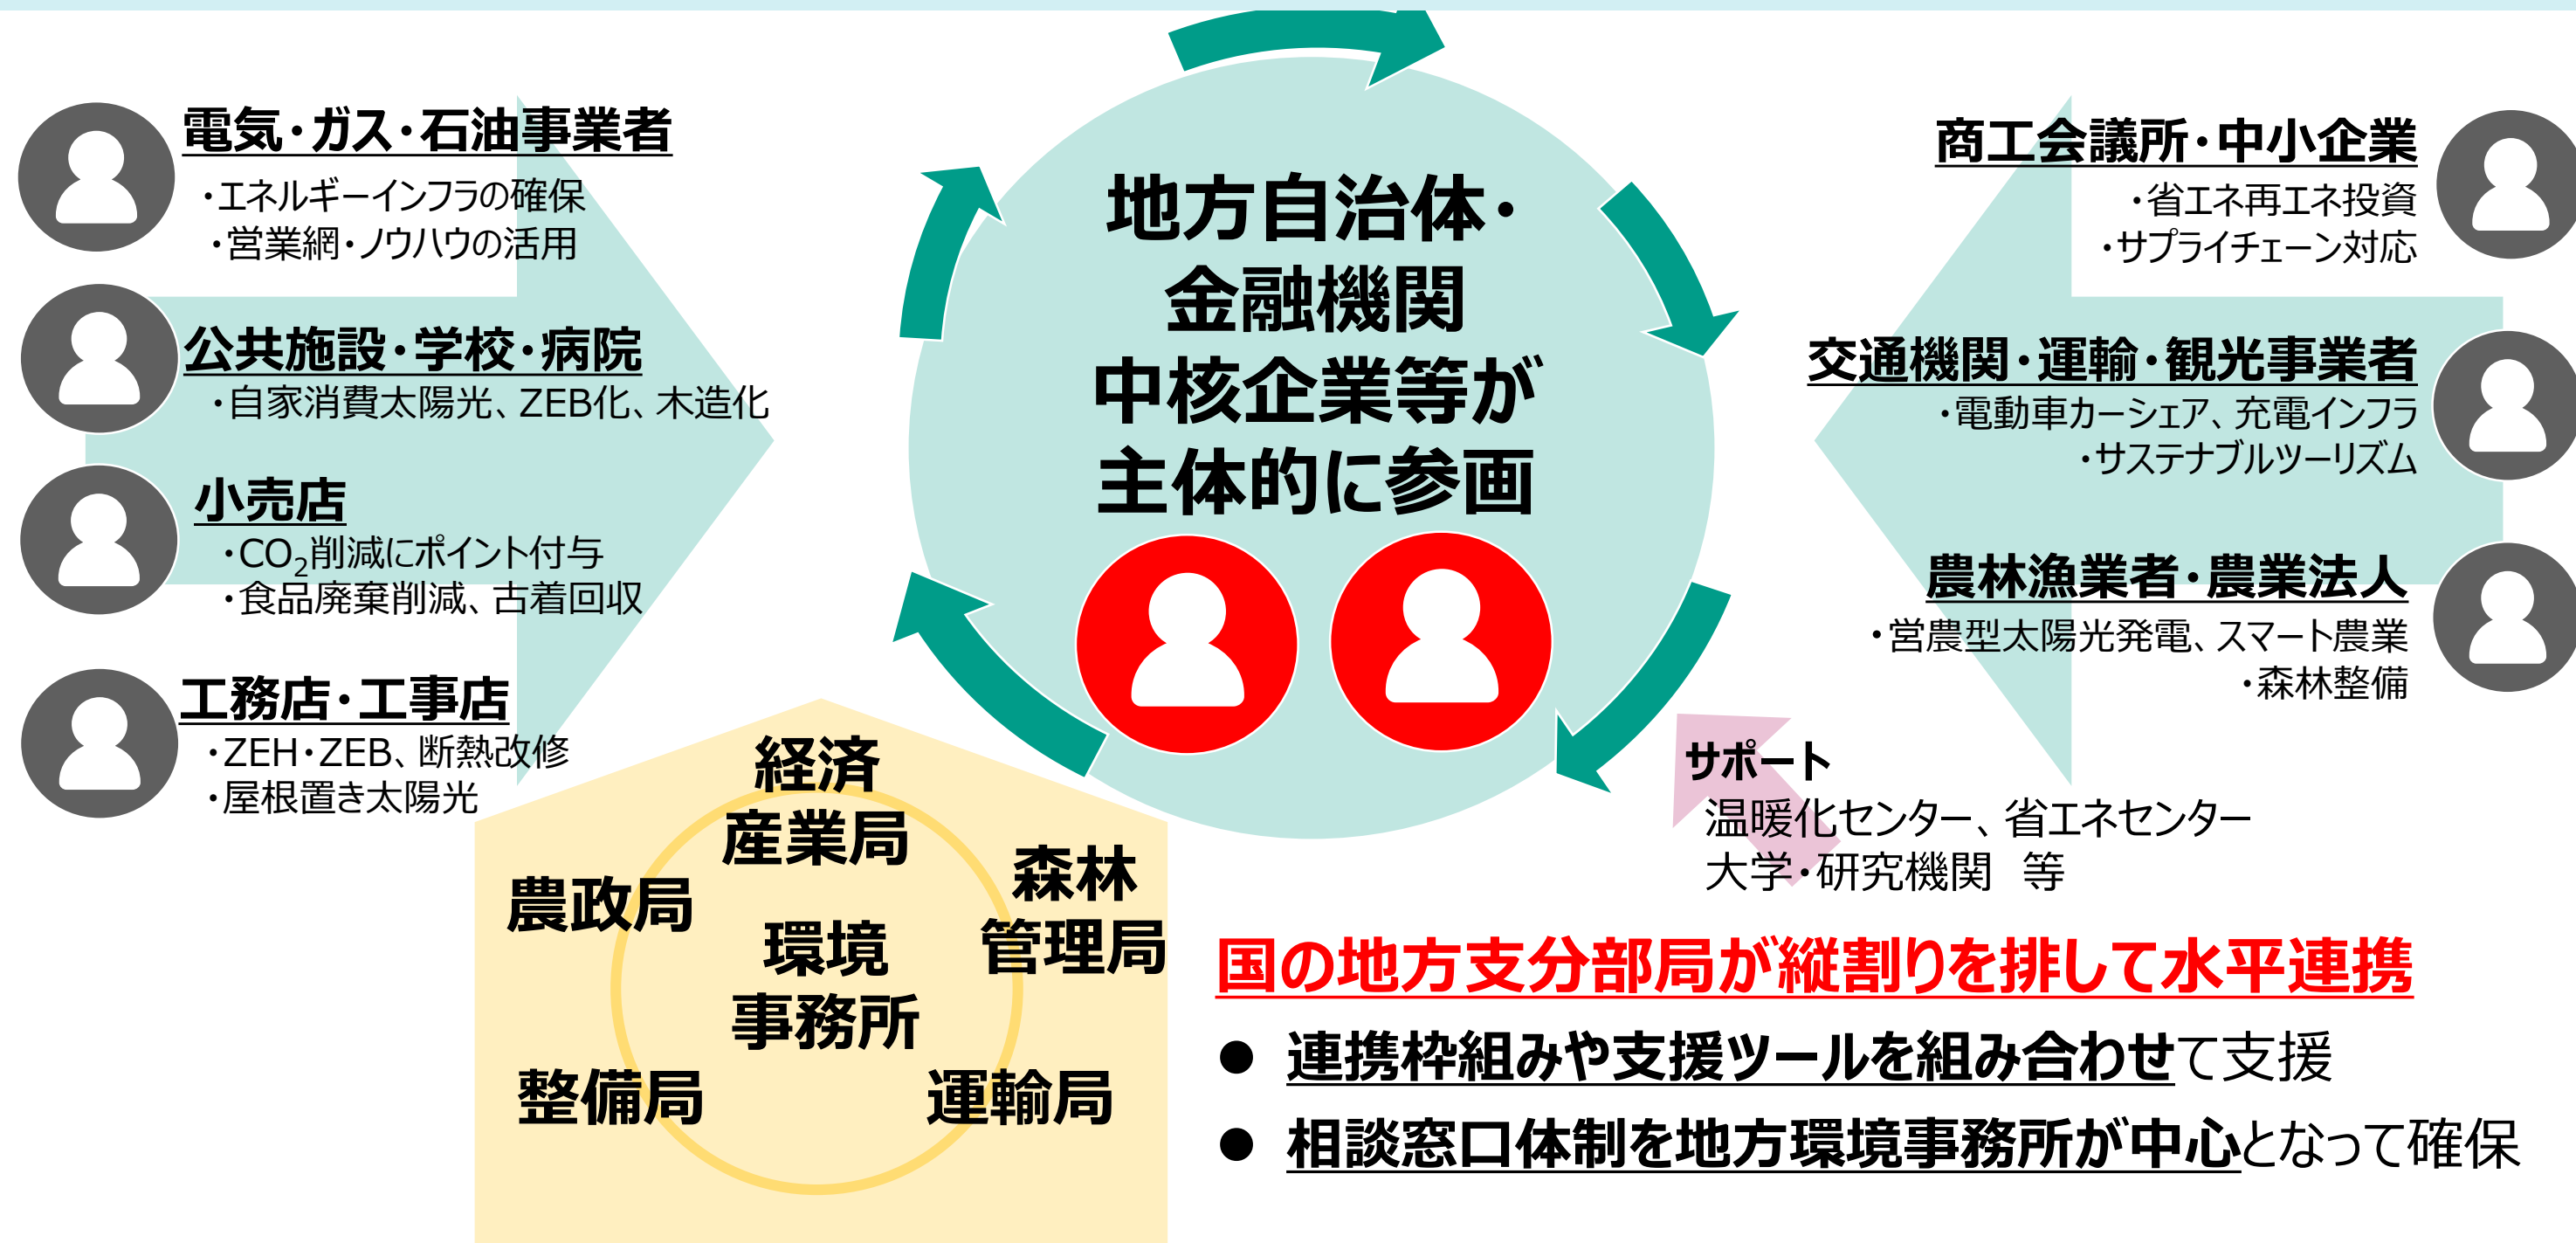 電気・ガス・石油事業者
・エネルギーインフラの確保
・営業網・ノウハウの活用
公共施設・学校・病院
・自家消費太陽光、ZEB化、木造化
小売店
・CO₂削減にポイント付与
・食品廃棄削減、古着回収
工務店・工事店
・ZEH・ZEB、断熱改修
・屋根置き太陽光
地方自治体・
金融機関
中核企業等が
主体的に参画
商工会議所・中小企業
・省エネ再エネ投資
・サプライチェーン対応
交通機関・運輸・観光事業者
・電動車カーシェア、充電インフラ
・サステナブルツーリズム
農林漁業者・農業法人
・営農型太陽光発電、スマート農業
・森林整備
サポート
温暖化センター、省エネセンター
大学・研究機関　等
経済
産業局
農政局
森林
管理局
環境
事務所
整備局
運輸局
国の地方支分部局が縦割りを排して水平連携
● 連携枠組みや支援ツールを組み合わせて支援
● 相談窓口体制を地方環境事務所が中心となって確保